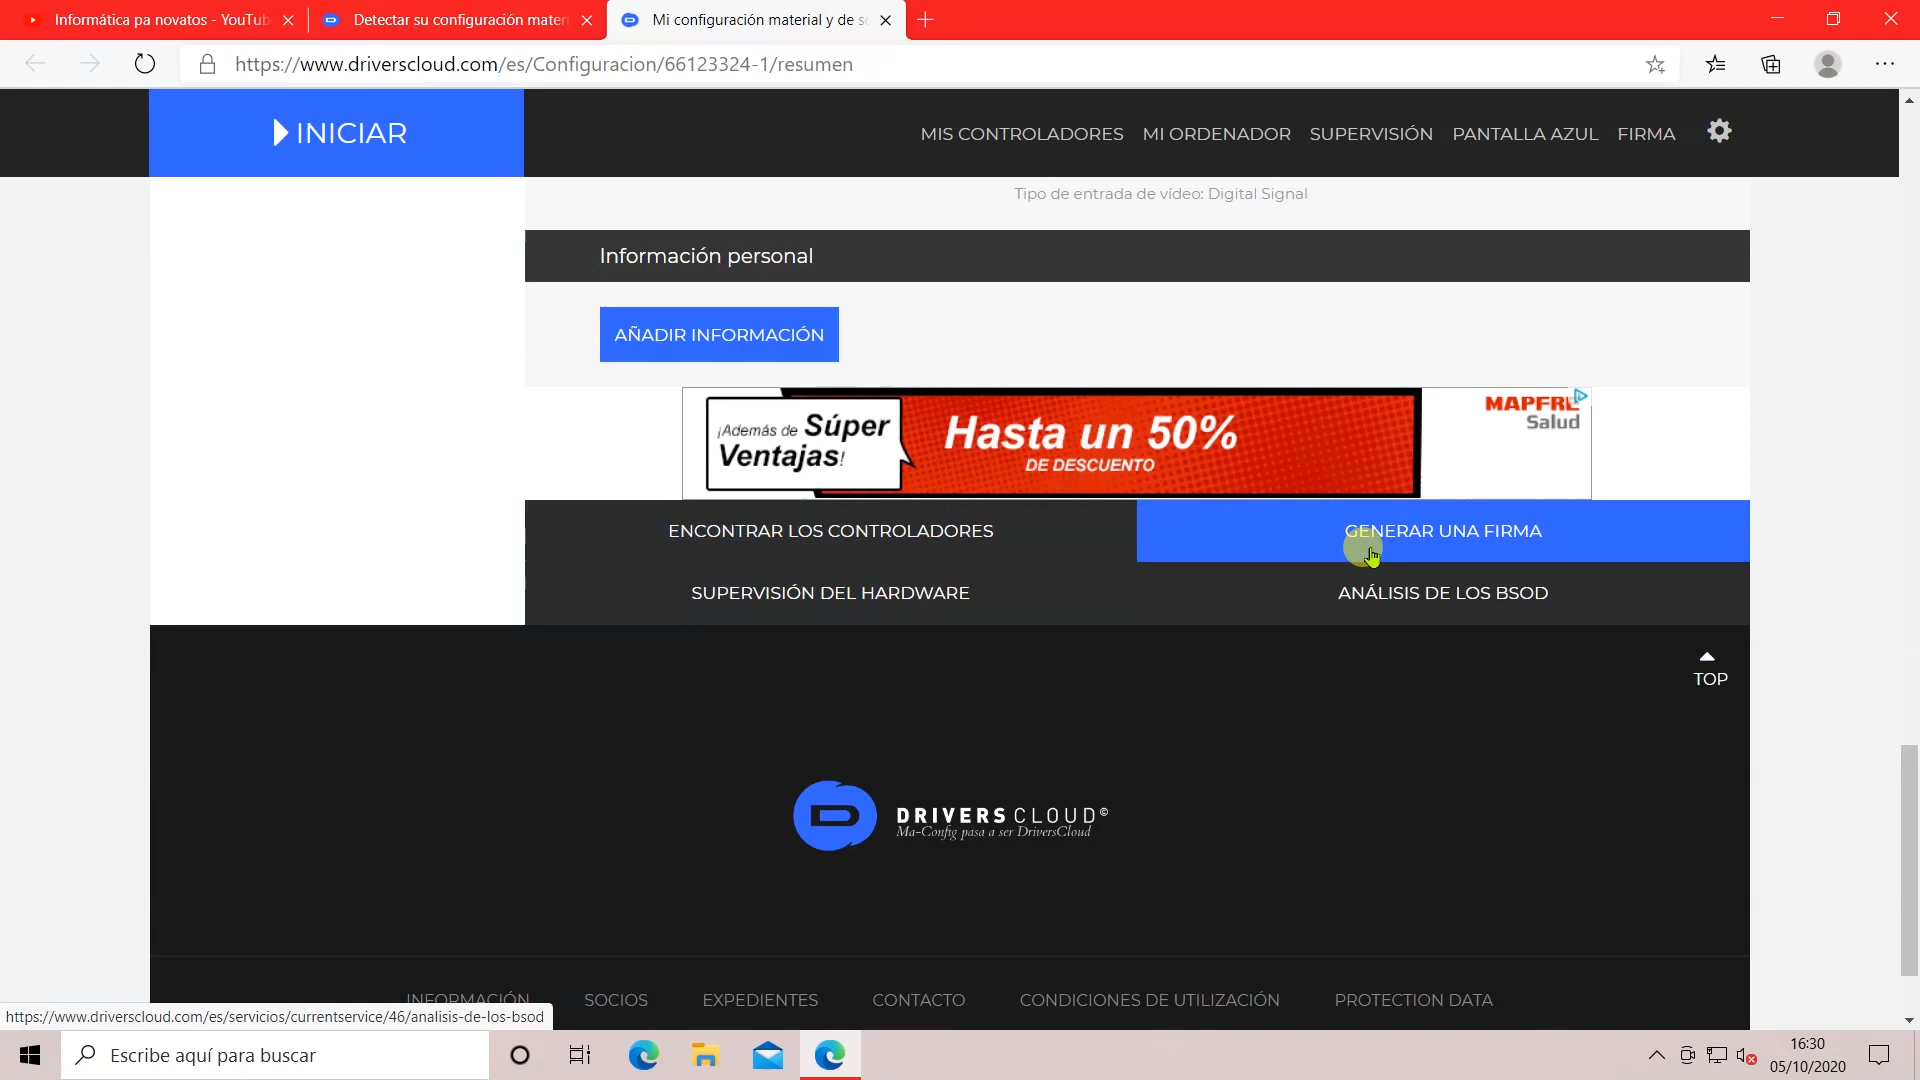 Informática pa novatos - YouTub
Detectar su configuración mater
Mi configuración material y de s
https://www.driverscloud.com/es/Configuracion/66123324-1/resumen
INICIAR
MIS CONTROLADORES
MI ORDENADOR
SUPERVISIÓN
PANTALLA AZUL
FIRMA
Tipo de entrada de vídeo: Digital Signal
Información personal
AÑADIR INFORMACIÓN
¡Además de Súper
Ventajas!
Hasta un 50%
DE DESCUENTO
MAPFRE
Salud
ENCONTRAR LOS CONTROLADORES
GENERAR UNA FIRMA
SUPERVISIÓN DEL HARDWARE
ANÁLISIS DE LOS BSOD
TOP
DRIVERSCLOUD©
Ma-Config pasa a ser DriversCloud
INFORMACIÓN
SOCIOS
EXPEDIENTES
CONTACTO
CONDICIONES DE UTILIZACIÓN
PROTECTION DATA
https://www.driverscloud.com/es/servicios/currentservice/46/analisis-de-los-bsod
Escribe aquí para buscar
16:30
05/10/2020